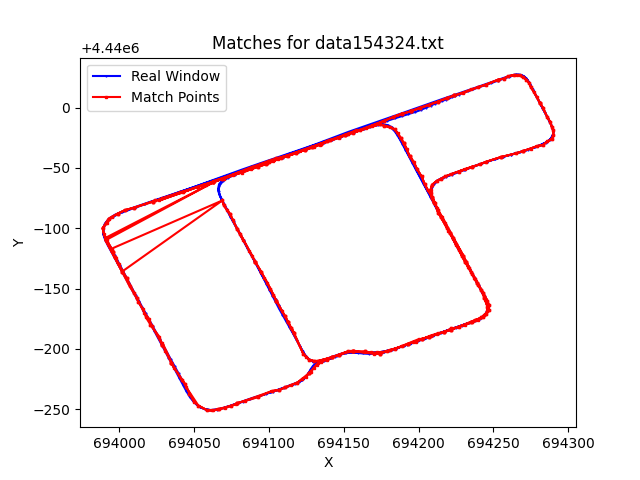 Matches for data154324.txt
+4.44e6
Real Window
Match Points
Y
0
−50
−100
−150
−200
−250
694000
694050
694100
694150
694200
694250
694300
X